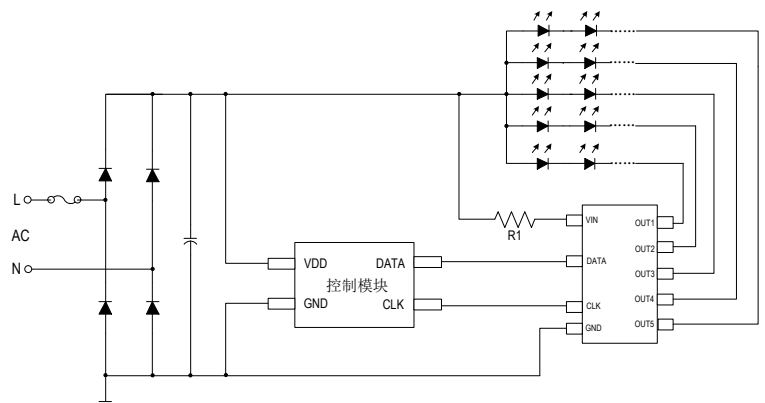 L
AC
N
VDD
DATA
控制模块
GND
CLK
R1
VIN
DATA
CLK
GND
OUT1
OUT2
OUT3
OUT4
OUT5